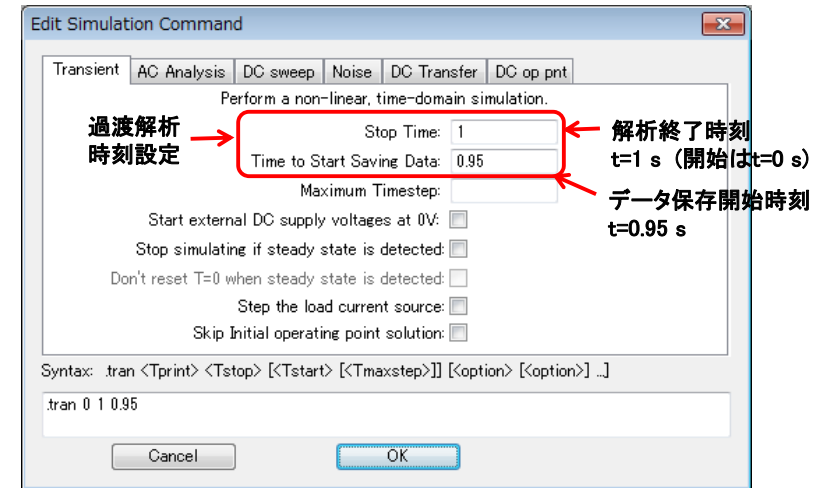 Edit Simulation Command
Transient AC Analysis DC sweep Noise DC Transfer DC op pnt
Perform a non-linear, time-domain simulation.
過渡解析
時刻設定
Stop Time: 1
Time to Start Saving Data: 0.95
解析終了時刻
t=1 s（開始はt=0 s）
データ保存開始時刻
t=0.95 s
Maximum Timestep:
Start external DC supply voltages at 0V:
Stop simulating if steady state is detected:
Don't reset T=0 when steady state is detected:
Step the load current source:
Skip Initial operating point solution:
Syntax: .tran <Tprint> <Tstop> [<Tstart> [<Tmaxstep>]] [<option> [<option>] ...]
.tran 0 1 0.95
Cancel OK